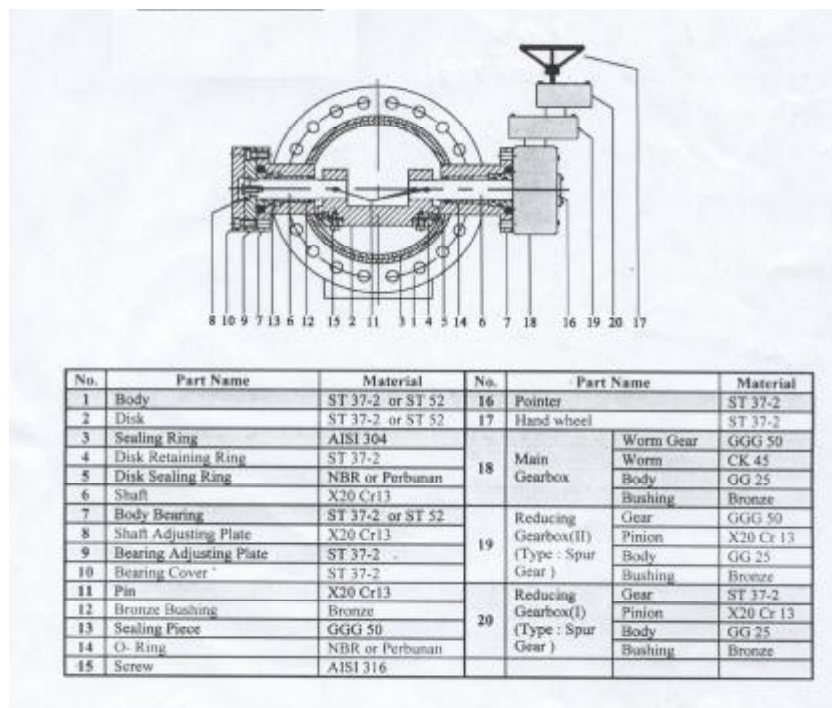 8 10 9 7 13 6 12 15 2 11 3 1 4 5 14 6 7 18 16 19 20 17
No. Part Name Material No. Part Name Material
1 Body ST 37-2 or ST 52 16 Pointer ST 37-2
2 Disk ST 37-2 or ST 52 17 Hand wheel ST 37-2
3 Sealing Ring AISI 304 18 Main Gearbox Worm Gear GGG 50
4 Disk Retaining Ring ST 37-2 Worm CK 45
5 Disk Sealing Ring NBR or Perbunan Body GG 25
6 Shaft X20 Cr13 Bushing Bronze
7 Body Bearing ST 37-2 or ST 52 19 Reducing Gearbox(II) (Type : Spur Gear ) Gear GGG 50
8 Shaft Adjusting Plate X20 Cr13 Pinion X20 Cr 13
9 Bearing Adjusting Plate ST 37-2 Body GG 25
10 Bearing Cover ST 37-2 Bushing Bronze
11 Pin X20 Cr13 20 Reducing Gearbox(I) (Type : Spur Gear ) Gear ST 37-2
12 Bronze Bushing Bronze Pinion X20 Cr 13
13 Sealing Piece GGG 50 Body GG 25
14 O- Ring NBR or Perbunan Bushing Bronze
15 Screw AISI 316